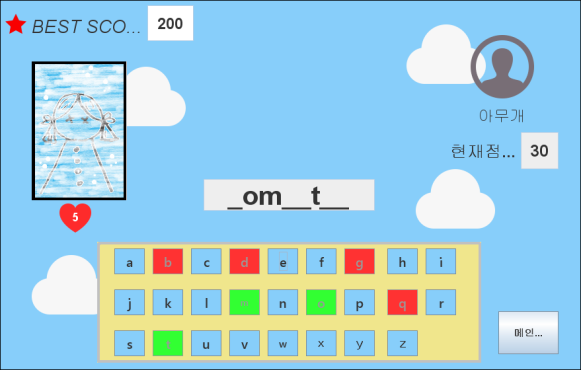 BEST SCO... 200
아무개
현재점... 30
5
_om__t__
a b c d e f g h i
j k l m n o p q r
s t u v w x y z
메인...